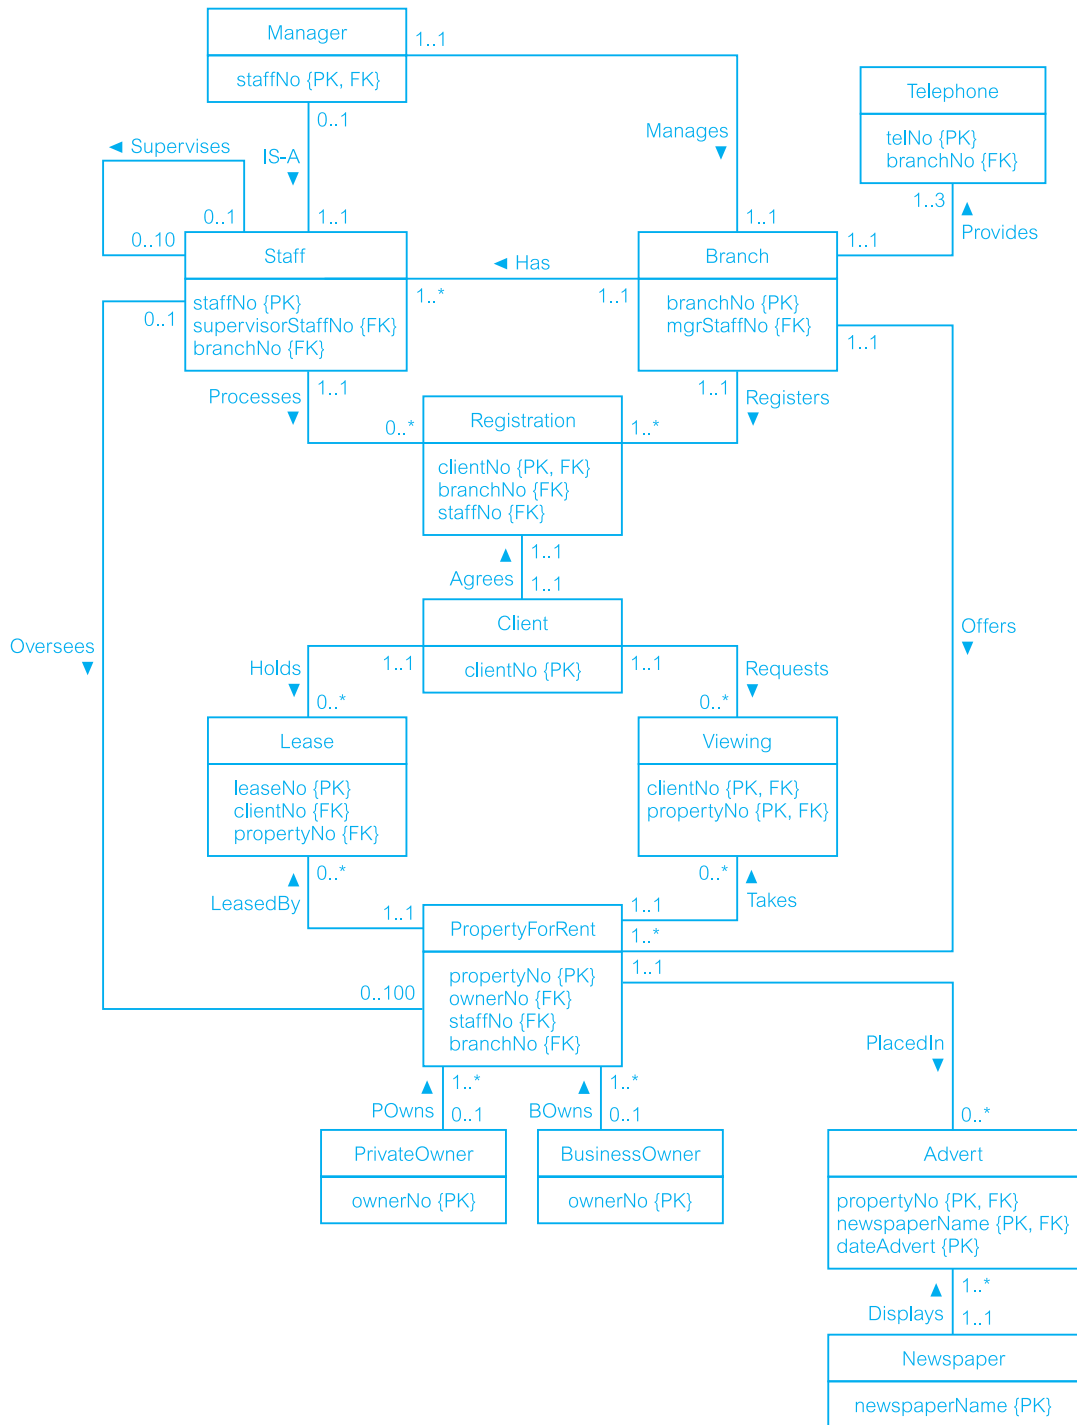 Manager
staffNo {PK, FK}
1..1
0..1
Manages
Telephone
telNo {PK}
branchNo {FK}
1..3
Provides
◄ Supervises
IS-A
0..1
1..1
0..10
Staff
staffNo {PK}
supervisorStaffNo {FK}
branchNo {FK}
◄ Has
1..*
1..1
1..1
Branch
branchNo {PK}
mgrStaffNo {FK}
1..1
1..1
0..1
Processes
1..1
0..*
Registration
clientNo {PK, FK}
branchNo {FK}
staffNo {FK}
1..1
1..*
Registers
1..1
Agrees
1..1
Client
clientNo {PK}
Oversees
Offers
Holds
1..1
0..*
1..1
Requests
0..*
Lease
leaseNo {PK}
clientNo {FK}
propertyNo {FK}
Viewing
clientNo {PK, FK}
propertyNo {PK, FK}
0..*
LeasedBy
1..1
0..*
Takes
1..1
PropertyForRent
propertyNo {PK}
ownerNo {FK}
staffNo {FK}
branchNo {FK}
1..*
1..1
0..100
PlacedIn
0..*
POwns
1..*
0..1
BOwns
1..*
0..1
PrivateOwner
ownerNo {PK}
BusinessOwner
ownerNo {PK}
Advert
propertyNo {PK, FK}
newspaperName {PK, FK}
dateAdvert {PK}
1..*
Displays
1..1
Newspaper
newspaperName {PK}